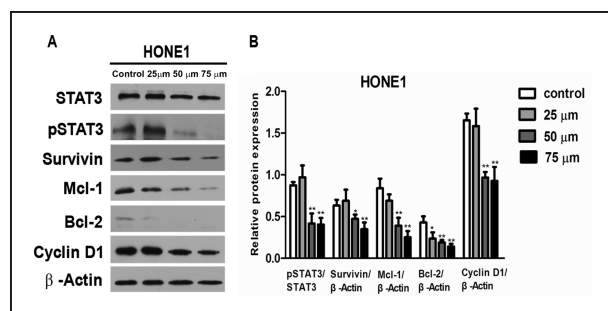 A
HONE1
Control 25μm 50 μm 75 μm
STAT3
pSTAT3
Survivin
Mcl-1
Bcl-2
Cyclin D1
β-Actin
B
HONE1
Relative protein expression
2.0
1.5
1.0
0.5
0.0
** **
* **
** **
* ** **
** **
pSTAT3/ STAT3
Survivin/ β-Actin
Mcl-1/ β-Actin
Bcl-2/ β-Actin
Cyclin D1/ β-Actin
control
25 μm
50 μm
75 μm